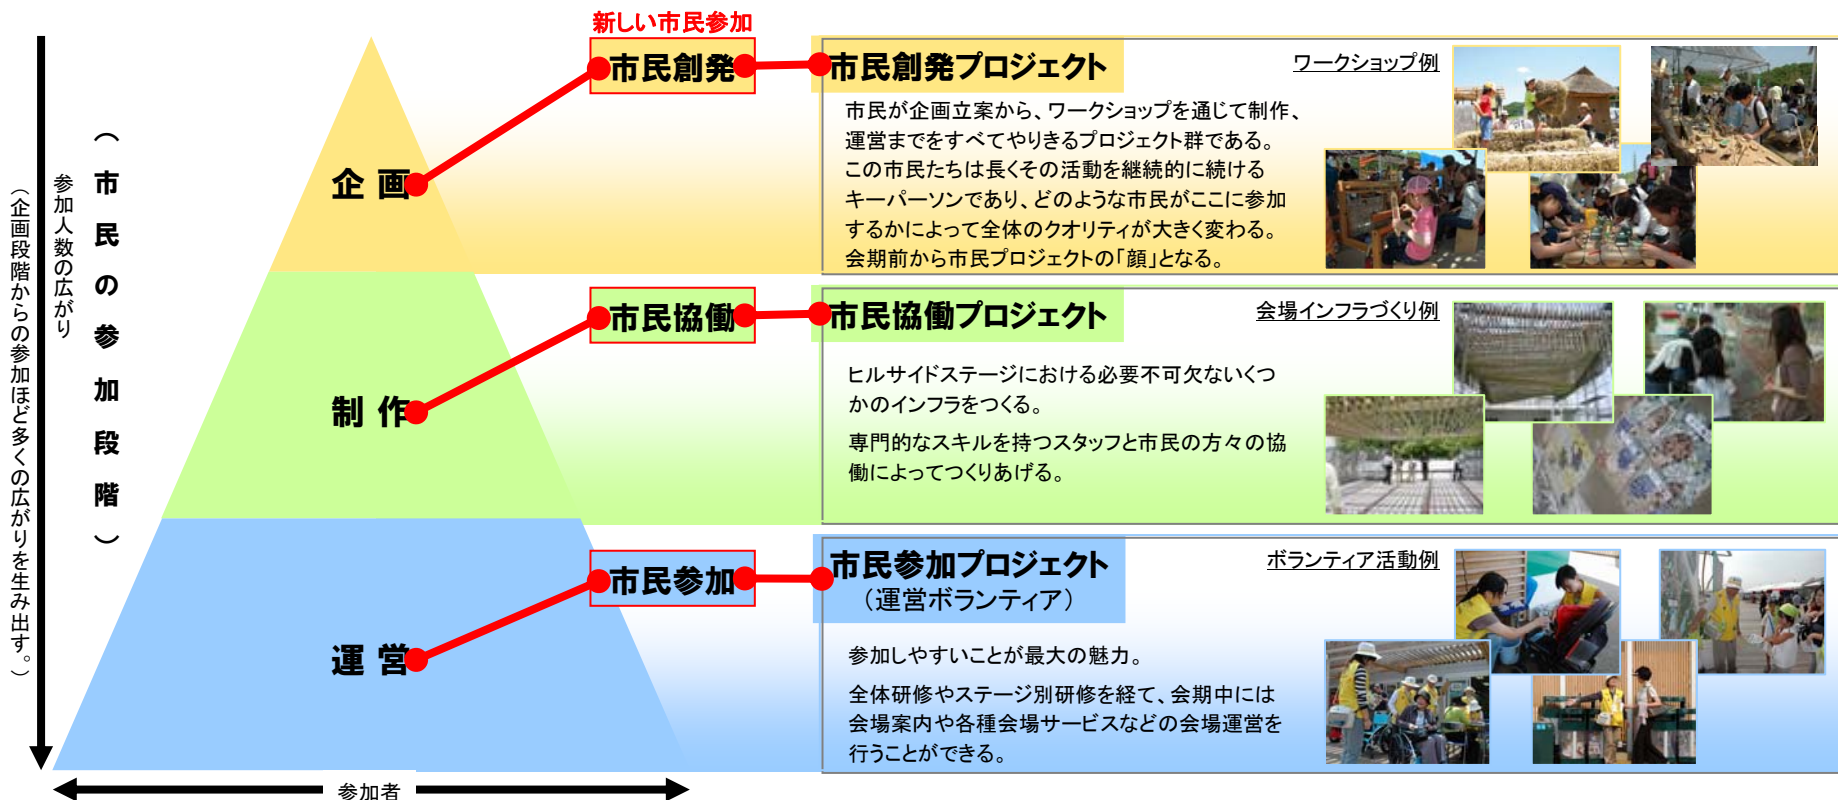 新しい市民参加
市民創発
市民創発プロジェクト
ワークショップ例
市民が企画立案から、ワークショップを通じて制作、
運営までをすべてやりきるプロジェクト群である。
この市民たちは長くその活動を継続的に続ける
キーパーソンであり、どのような市民がここに参加
するかによって全体のクオリティが大きく変わる。
会期前から市民プロジェクトの「顔」となる。
企画
(市民の参加段階)
参加人数の広がり
(企画段階からの参加ほど多くの広がりを生み出す。)
市民協働
市民協働プロジェクト
会場インフラづくり例
ヒルサイドステージにおける必要不可欠ないくつ
かのインフラをつくる。
専門的なスキルを持つスタッフと市民の方々の協
働によってつくりあげる。
制作
市民参加
市民参加プロジェクト
(運営ボランティア)
ボランティア活動例
参加しやすいことが最大の魅力。
全体研修やステージ別研修を経て、会期中には
会場案内や各種会場サービスなどの会場運営を
行うことができる。
運営
参加者